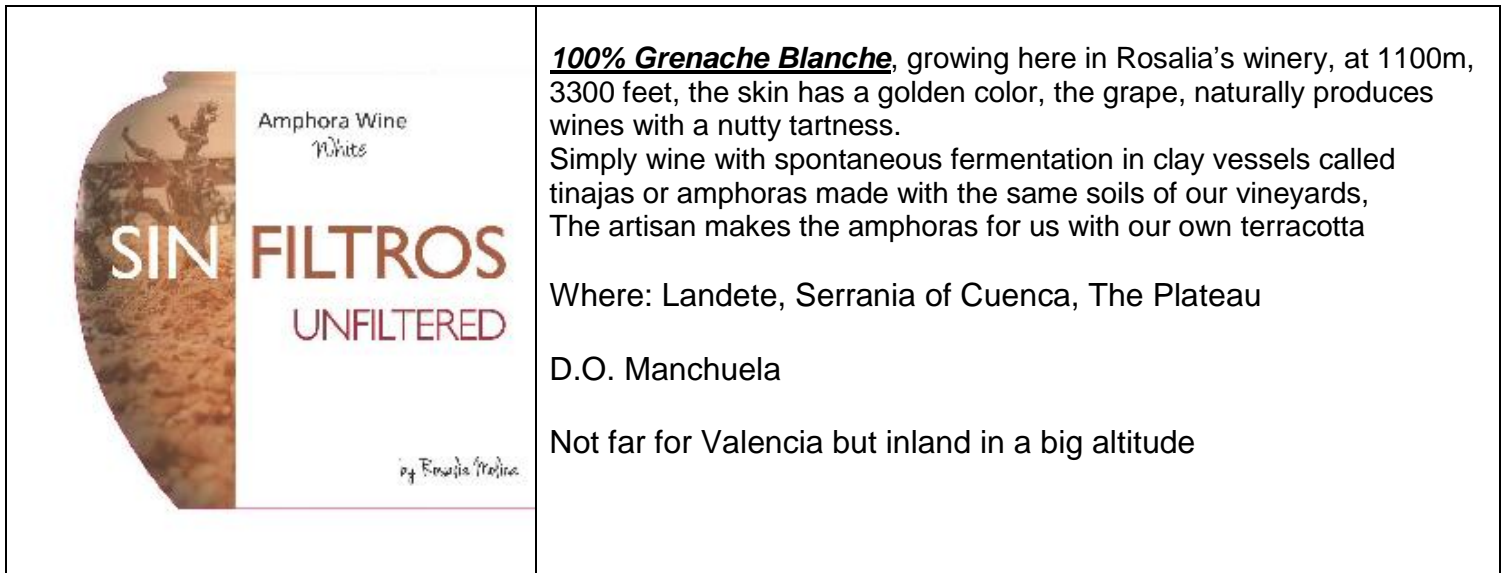 Amphora Wine
White
SIN FILTROS
UNFILTERED
by Rosalia Molina
100% Grenache Blanche, growing here in Rosalia’s winery, at 1100m,
3300 feet, the skin has a golden color, the grape, naturally produces
wines with a nutty tartness.
Simply wine with spontaneous fermentation in clay vessels called
tinajas or amphoras made with the same soils of our vineyards,
The artisan makes the amphoras for us with our own terracotta
Where: Landete, Serrania of Cuenca, The Plateau
D.O. Manchuela
Not far for Valencia but inland in a big altitude